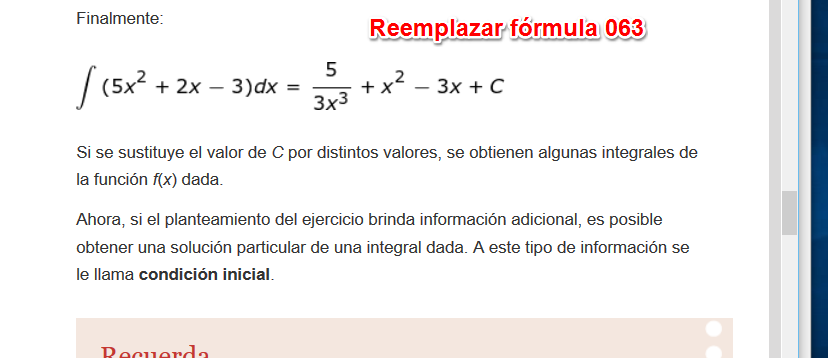 Finalmente:
Reemplazar fórmula 063
∫(5x² + 2x − 3)dx = 5/(3x³) + x² − 3x + C
Si se sustituye el valor de C por distintos valores, se obtienen algunas integrales de
la función f(x) dada.
Ahora, si el planteamiento del ejercicio brinda información adicional, es posible
obtener una solución particular de una integral dada. A este tipo de información se
le llama condición inicial.
Recuerda